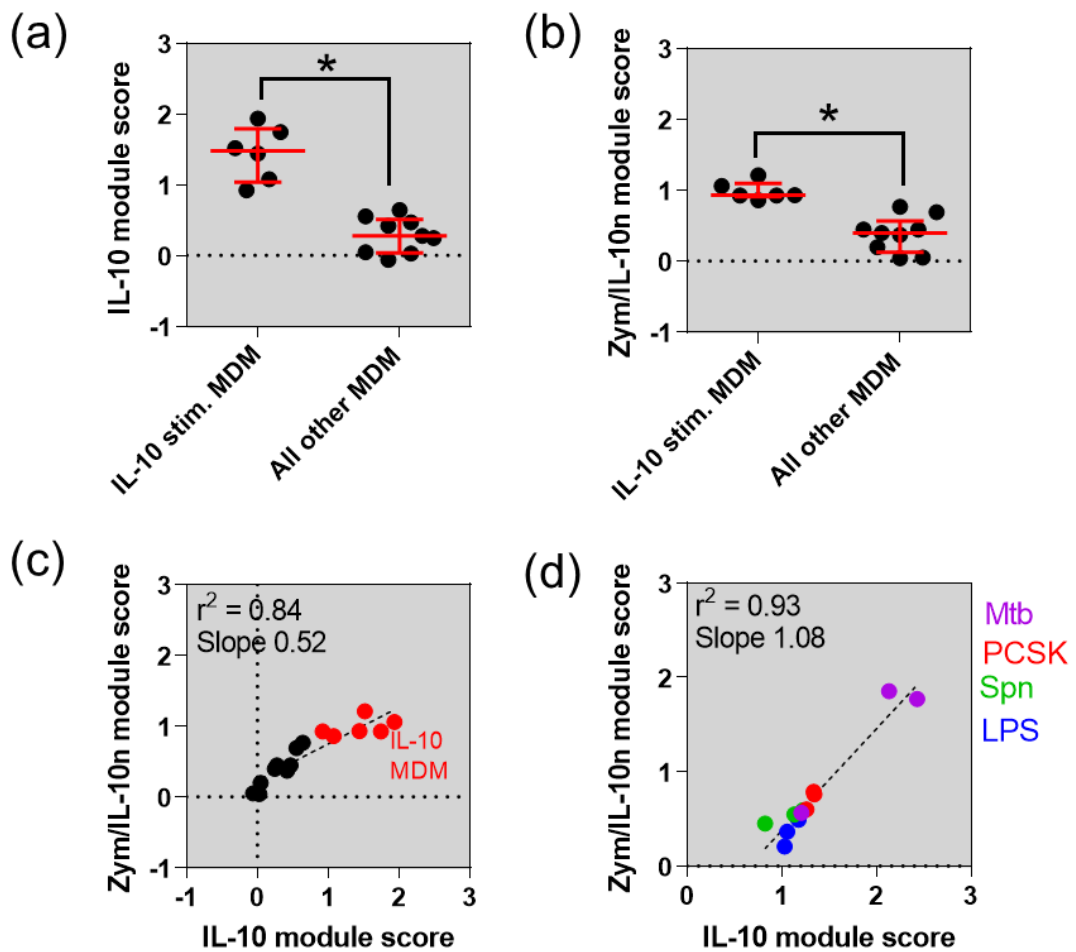 (a)
3
2
1
0
-1
IL-10 module score
*
IL-10 stim. MDM
All other MDM
(b)
3
2
1
0
-1
Zym/IL-10n module score
*
IL-10 stim. MDM
All other MDM
(c)
3
2
1
0
-1
Zym/IL-10n module score
r² = 0.84
Slope 0.52
IL-10
MDM
-1 0 1 2 3
IL-10 module score
(d)
3
2
1
0
Zym/IL-10n module score
r² = 0.93
Slope 1.08
0 1 2 3
IL-10 module score
Mtb
PCSK
Spn
LPS